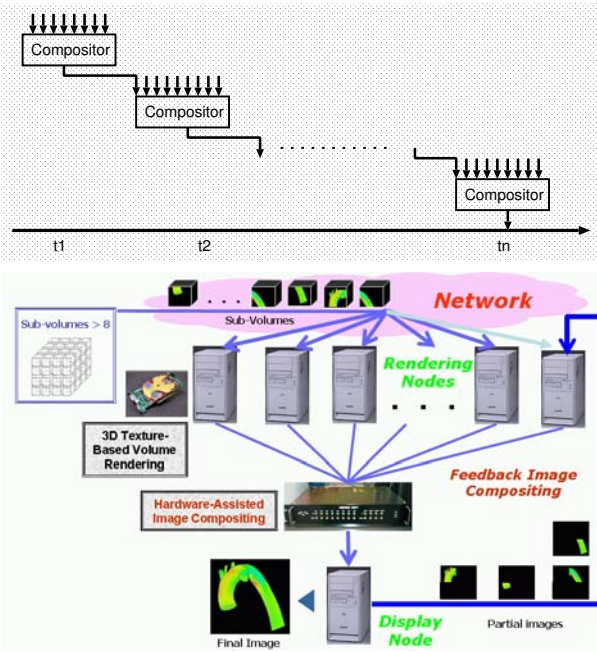 Compositor
Compositor
. . . . . . . . . . .
Compositor
t1
t2
tn
. . .
Network
Sub-volumes > 8
Sub-Volumes
Rendering
Nodes
. . .
3D Texture-
Based Volume
Rendering
Feedback Image
Compositing
Hardware-Assisted
Image Compositing
Final Image
Display
Node
Partial images